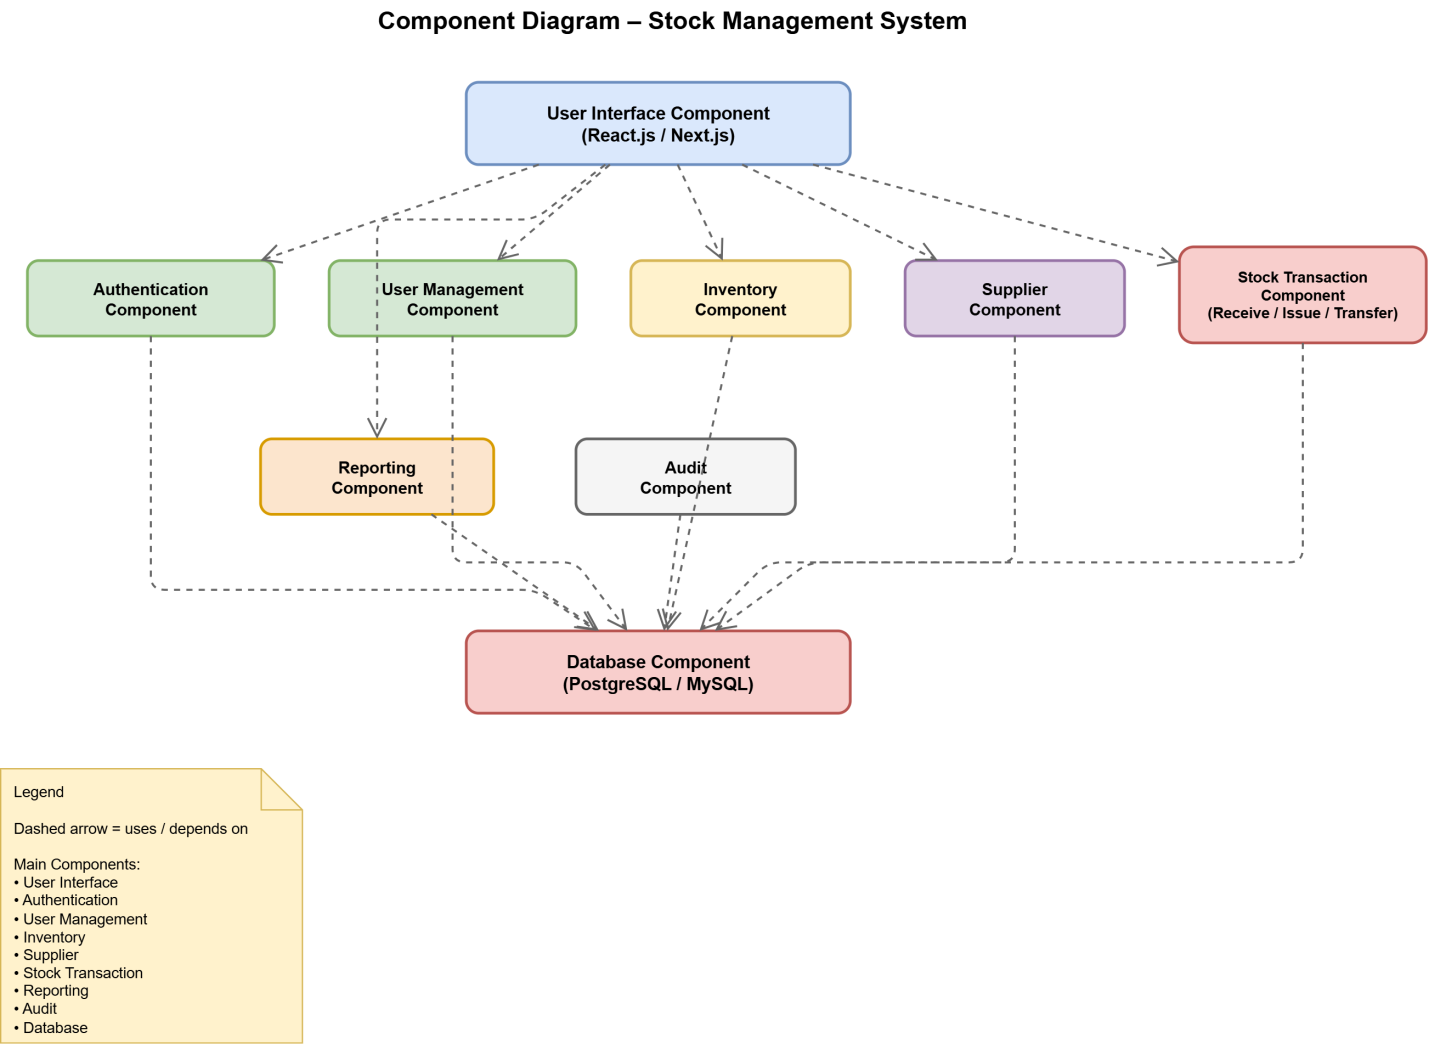 Component Diagram – Stock Management System
User Interface Component
(React.js / Next.js)
Authentication
Component
User Management
Component
Inventory
Component
Supplier
Component
Stock Transaction
Component
(Receive / Issue / Transfer)
Reporting
Component
Audit
Component
Database Component
(PostgreSQL / MySQL)
Legend
Dashed arrow = uses / depends on
Main Components:
• User Interface
• Authentication
• User Management
• Inventory
• Supplier
• Stock Transaction
• Reporting
• Audit
• Database